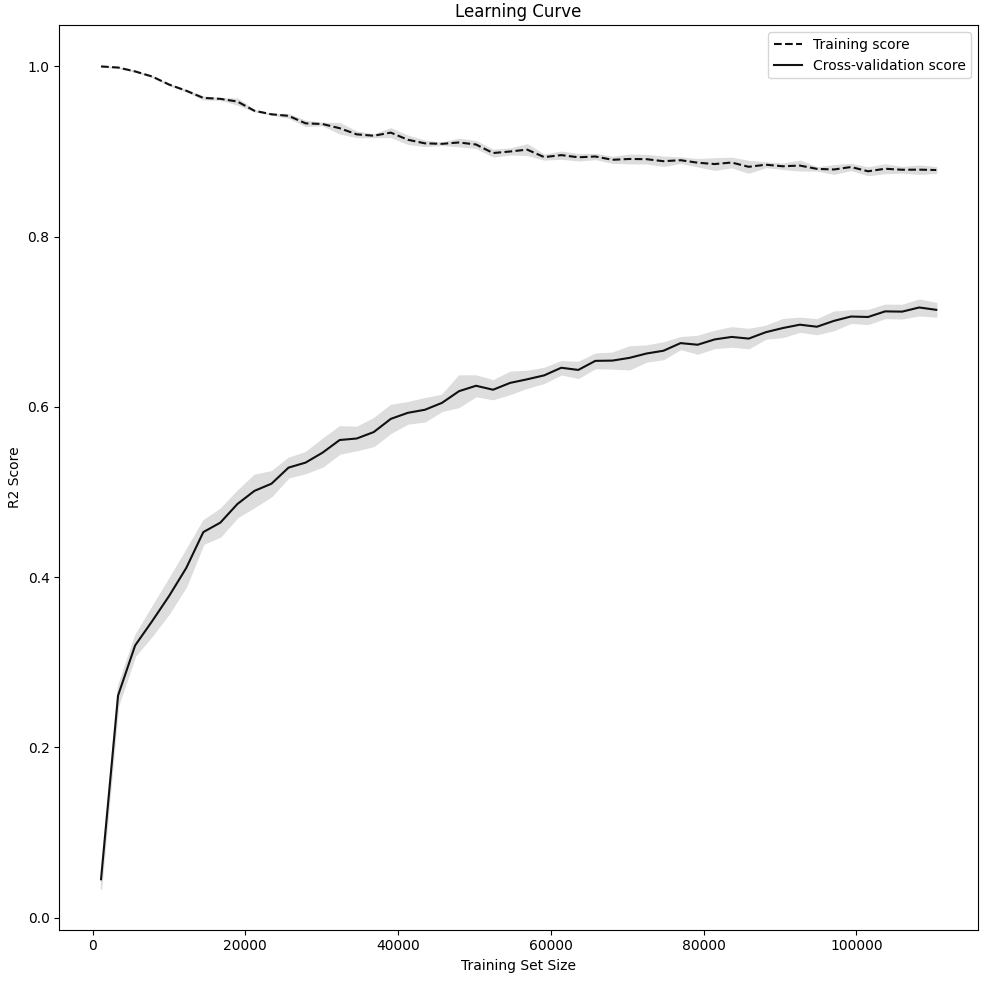 Learning Curve
Training score
Cross-validation score
1.0
0.8
0.6
0.4
0.2
0.0
R2 Score
0 20000 40000 60000 80000 100000
Training Set Size